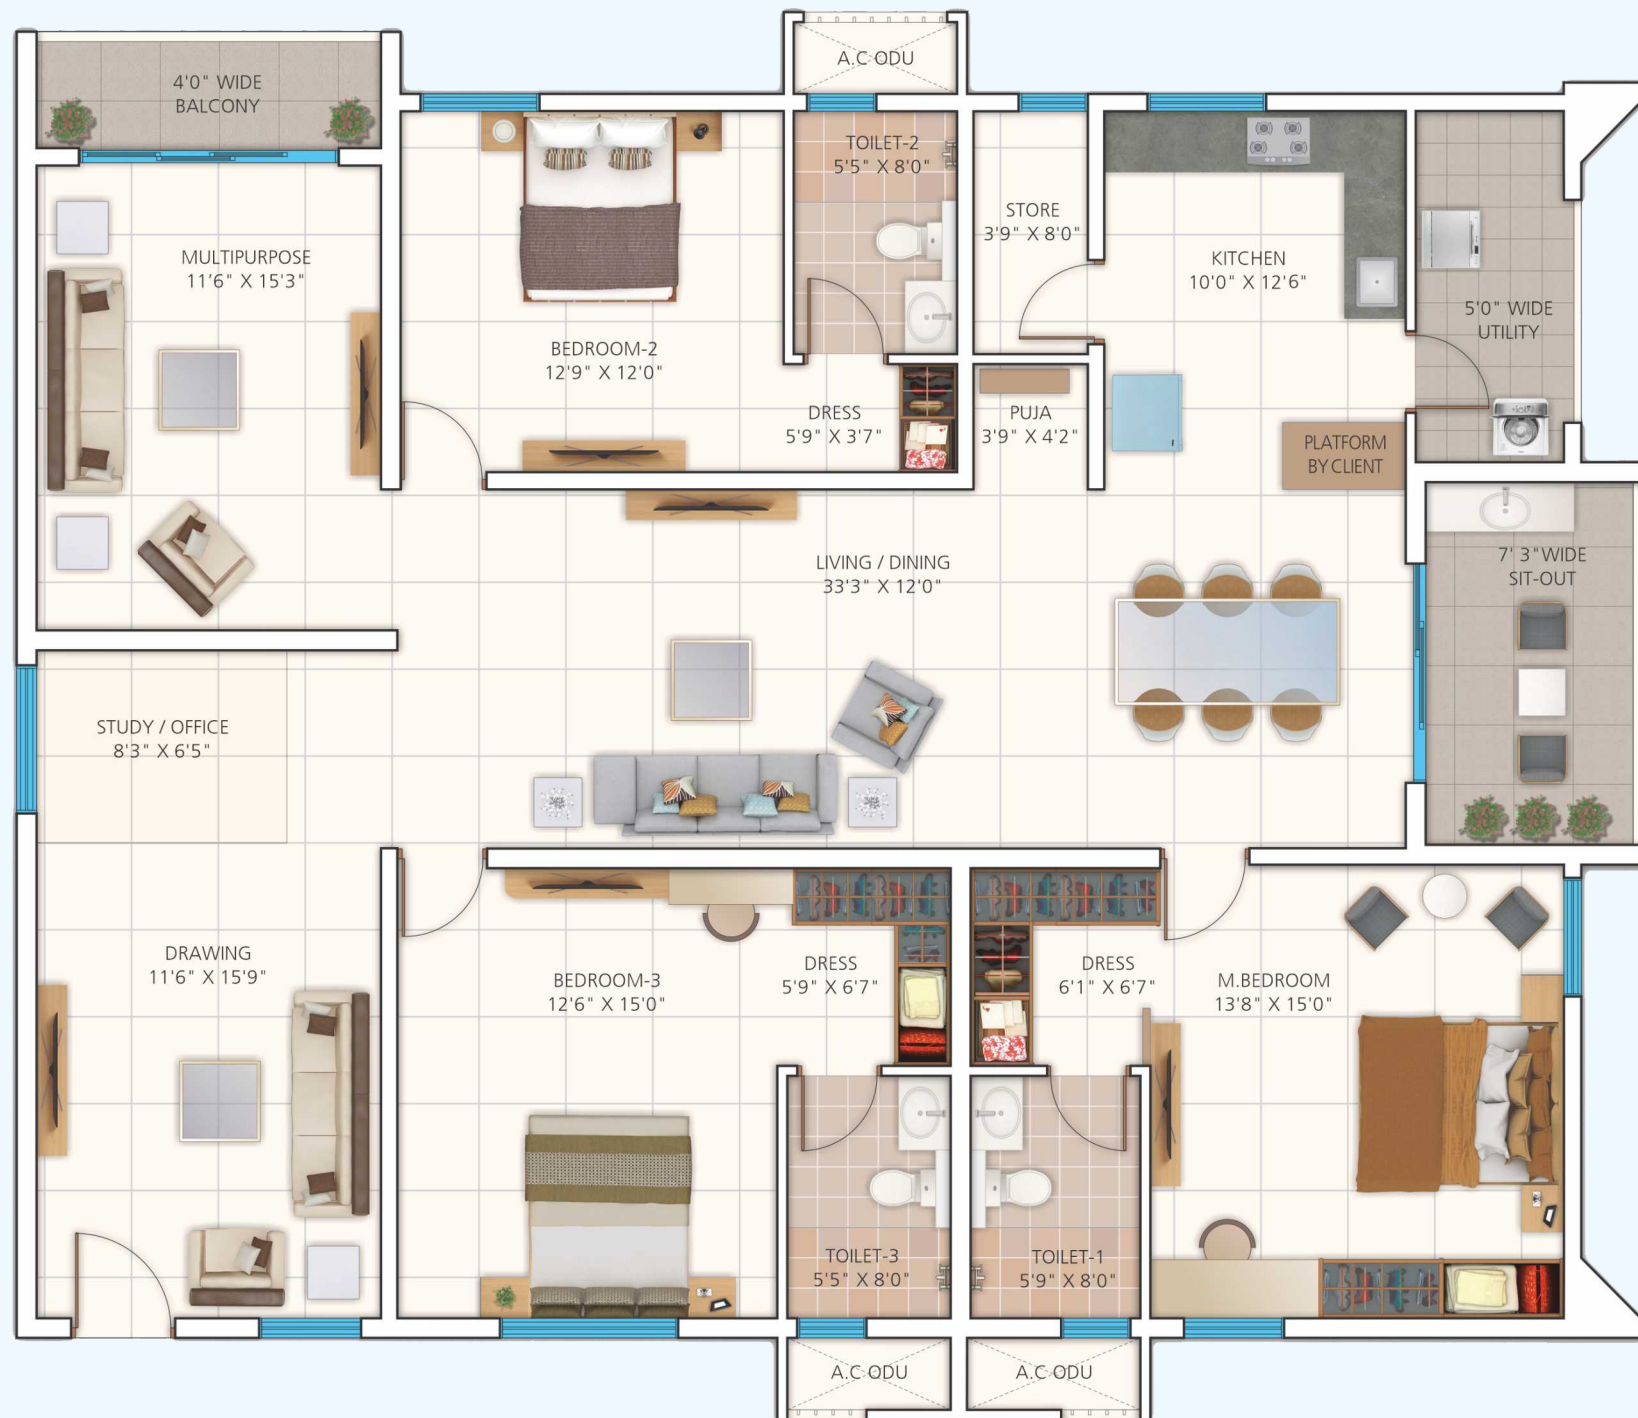 A.C ODU
4'0" WIDE
BALCONY
TOILET-2
5'5" X 8'0"
STORE
3'9" X 8'0"
MULTIPURPOSE
11'6" X 15'3"
KITCHEN
10'0" X 12'6"
5'0" WIDE
UTILITY
BEDROOM-2
12'9" X 12'0"
DRESS
5'9" X 3'7"
PUJA
3'9" X 4'2"
PLATFORM
BY CLIENT
LIVING / DINING
33'3" X 12'0"
7' 3" WIDE
SIT-OUT
STUDY / OFFICE
8'3" X 6'5"
DRAWING
11'6" X 15'9"
BEDROOM-3
12'6" X 15'0"
DRESS
5'9" X 6'7"
DRESS
6'1" X 6'7"
M.BEDROOM
13'8" X 15'0"
TOILET-3
5'5" X 8'0"
TOILET-1
5'9" X 8'0"
A.C ODU
A.C ODU